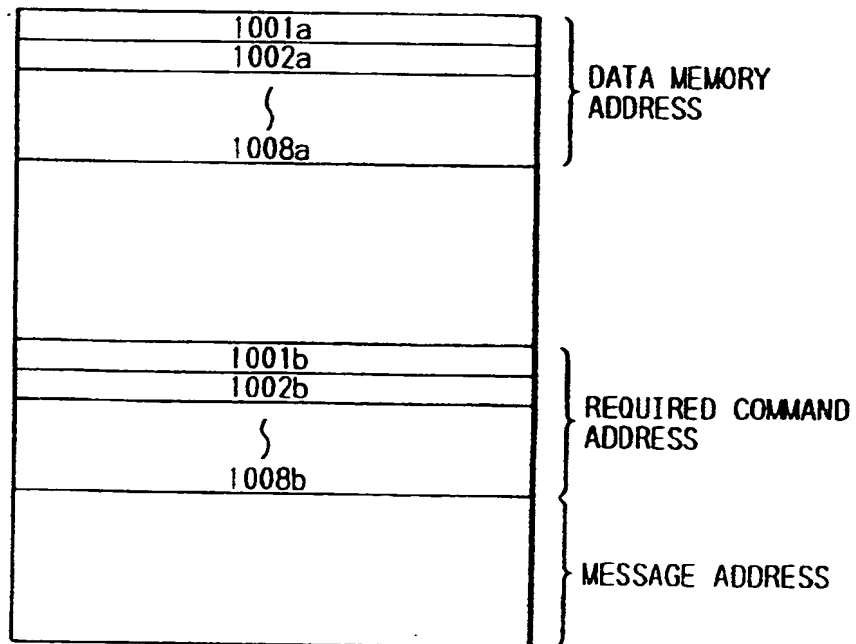 1001a
1002a
1008a
DATA MEMORY
ADDRESS
1001b
1002b
1008b
REQUIRED COMMAND
ADDRESS
MESSAGE ADDRESS